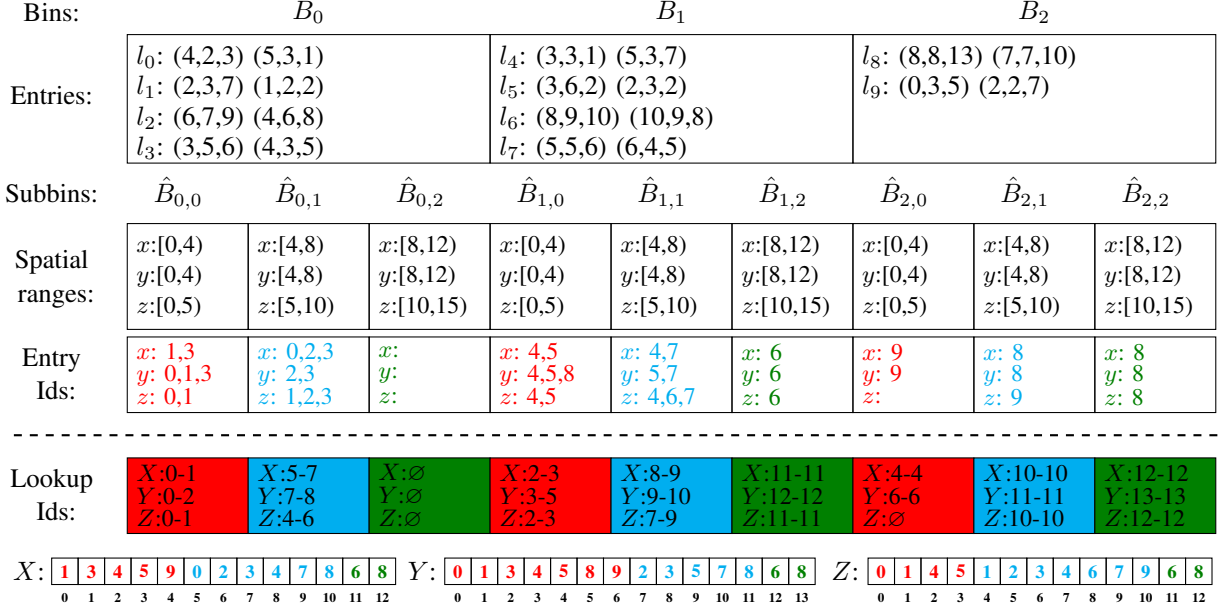 Bins: B₀ B₁ B₂
Entries:
l₀: (4,2,3) (5,3,1) l₄: (3,3,1) (5,3,7) l₈: (8,8,13) (7,7,10)
l₁: (2,3,7) (1,2,2) l₅: (3,6,2) (2,3,2) l₉: (0,3,5) (2,2,7)
l₂: (6,7,9) (4,6,8) l₆: (8,9,10) (10,9,8)
l₃: (3,5,6) (4,3,5) l₇: (5,5,6) (6,4,5)
Subbins: B̂₀,₀ B̂₀,₁ B̂₀,₂ B̂₁,₀ B̂₁,₁ B̂₁,₂ B̂₂,₀ B̂₂,₁ B̂₂,₂
Spatial ranges:
x:[0,4) x:[4,8) x:[8,12) x:[0,4) x:[4,8) x:[8,12) x:[0,4) x:[4,8) x:[8,12)
y:[0,4) y:[4,8) y:[8,12) y:[0,4) y:[4,8) y:[8,12) y:[0,4) y:[4,8) y:[8,12)
z:[0,5) z:[5,10) z:[10,15) z:[0,5) z:[5,10) z:[10,15) z:[0,5) z:[5,10) z:[10,15)
Entry Ids:
x: 1,3 x: 0,2,3 x: x: 4,5 x: 4,7 x: 6 x: 9 x: 8 x: 8
y: 0,1,3 y: 2,3 y: y: 4,5,8 y: 5,7 y: 6 y: 9 y: 8 y: 8
z: 0,1 z: 1,2,3 z: z: 4,5 z: 4,6,7 z: 6 z: z: 9 z: 8
Lookup Ids:
X:0-1 X:5-7 X:∅ X:2-3 X:8-9 X:11-11 X:4-4 X:10-10 X:12-12
Y:0-2 Y:7-8 Y:∅ Y:3-5 Y:9-10 Y:12-12 Y:6-6 Y:11-11 Y:13-13
Z:0-1 Z:4-6 Z:∅ Z:2-3 Z:7-9 Z:11-11 Z:∅ Z:10-10 Z:12-12
X: 1 3 4 5 9 0 2 3 4 7 8 6 8 Y: 0 1 3 4 5 8 9 2 3 5 7 8 6 8 Z: 0 1 4 5 1 2 3 4 6 7 9 6 8
0 1 2 3 4 5 6 7 8 9 10 11 12 0 1 2 3 4 5 6 7 8 9 10 11 12 13 0 1 2 3 4 5 6 7 8 9 10 11 12